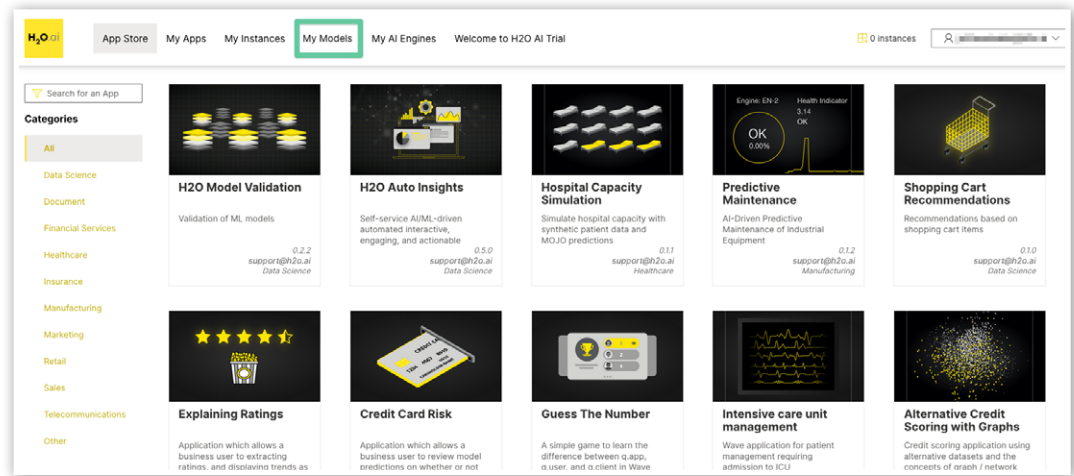 H2O.ai
App Store My Apps My Instances My Models My AI Engines Welcome to H2O AI Trial 0 instances
Search for an App
Categories
All
Data Science
Document
Financial Services
Healthcare
Insurance
Manufacturing
Marketing
Retail
Sales
Telecommunications
Other
H2O Model Validation
Validation of ML models
0.2.2
support@h2o.ai
Data Science
H2O Auto Insights
Self-service AI/ML-driven
automated interactive,
engaging, and actionable
0.5.0
support@h2o.ai
Data Science
Hospital Capacity
Simulation
Simulate hospital capacity with
synthetic patient data and
MOJO predictions
0.1.1
support@h2o.ai
Healthcare
Engine: EN-2 Health Indicator
3.14
OK
OK
0.00%
Predictive
Maintenance
AI-Driven Predictive
Maintenance of Industrial
Equipment
0.1.2
support@h2o.ai
Manufacturing
Shopping Cart
Recommendations
Recommendations based on
shopping cart items
0.1.0
support@h2o.ai
Data Science
Explaining Ratings
Application which allows a
business user to extracting
ratings, and displaying trends as
Credit Card Risk
Application which allows a
business user to review model
predictions on whether or not
Guess The Number
A simple game to learn the
difference between q.app,
q.user, and q.client in Wave
Intensive care unit
management
Wave application for patient
management requiring
admission to ICU
Alternative Credit
Scoring with Graphs
Credit scoring application using
alternative datasets and the
concepts of graph / network